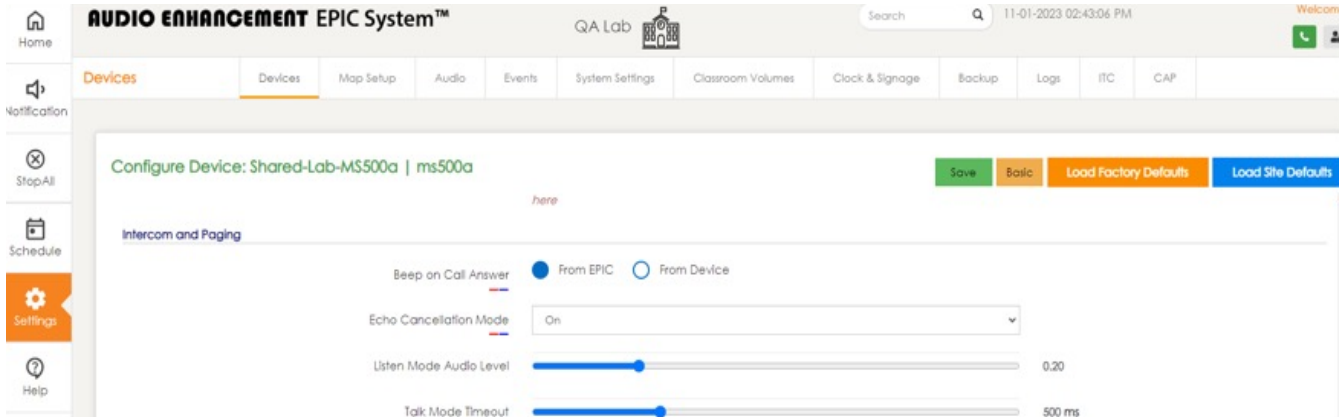 AUDIO ENHANCEMENT EPIC System™
QA Lab
Search
11-01-2023 02:43:06 PM
Welcom
Home
Notification
StopAll
Schedule
Settings
Help
Devices
Devices Map Setup Audio Events System Settings Classroom Volumes Clock & Signage Backup Logs ITC CAP
Configure Device: Shared-Lab-MS500a | ms500a
Save Basic Load Factory Defaults Load Site Defaults
here
Intercom and Paging
Beep on Call Answer From EPIC From Device
Echo Cancellation Mode On
Listen Mode Audio Level 0.20
Talk Mode Timeout 500 ms